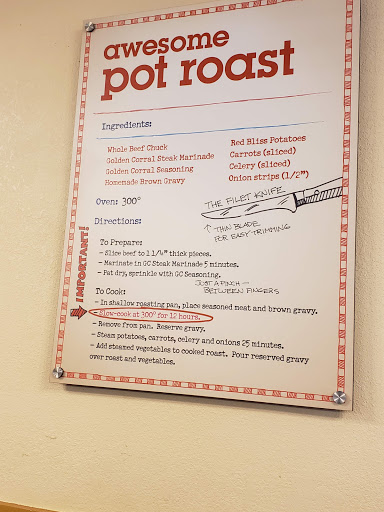 awesome
pot roast
Ingredients:
Whole Beef Chuck
Golden Corral Steak Marinade
Golden Corral Seasoning
Homemade Brown Gravy
Red Bliss Potatoes
Carrots (sliced)
Celery (sliced)
Onion strips (1/2")
Oven: 300°
THE FILET KNIFE
↑ THIN BLADE
FOR EASY TRIMMING
Directions:
To Prepare:
- Slice beef to 1 1/4" thick pieces.
- Marinate in GC Steak Marinade 5 minutes.
- Pat dry, sprinkle with GC Seasoning.
JUST A PINCH —
BETWEEN FINGERS
IMPORTANT!
To Cook:
- In shallow roasting pan, place seasoned meat and brown gravy.
- Slow-cook at 300° for 12 hours.
- Remove from pan. Reserve gravy.
- Steam potatoes, carrots, celery and onions 25 minutes.
- Add steamed vegetables to cooked roast. Pour reserved gravy
over roast and vegetables.